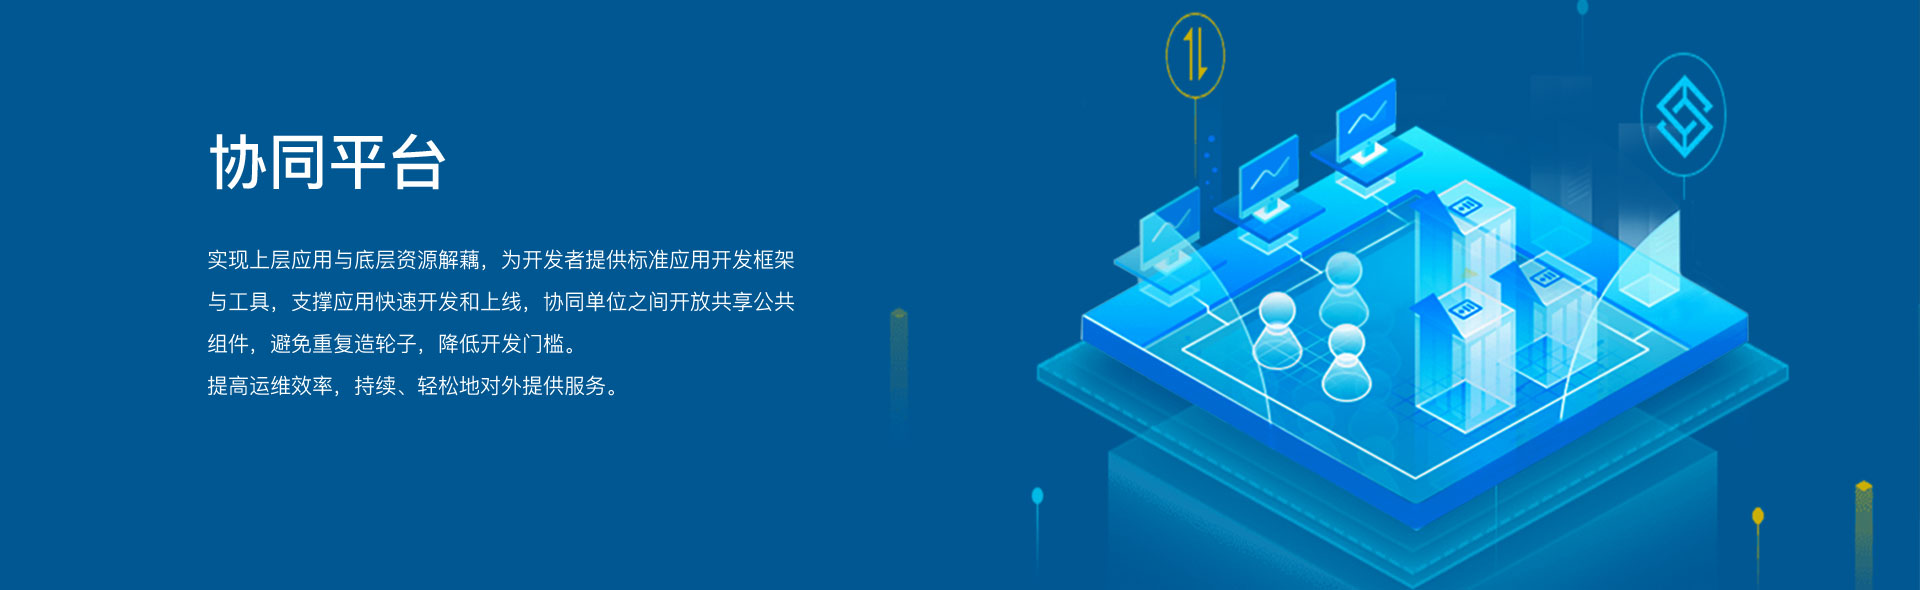 协同平台
实现上层应用与底层资源解藕，为开发者提供标准应用开发框架
与工具，支撑应用快速开发和上线，协同单位之间开放共享公共
组件，避免重复造轮子，降低开发门槛。
提高运维效率，持续、轻松地对外提供服务。